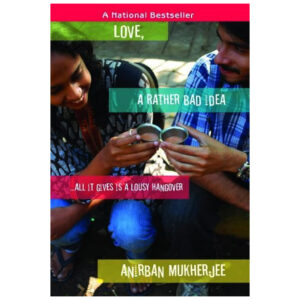 A National Bestseller
LOVE,
A RATHER BAD IDEA
...ALL IT GIVES IS A LOUSY HANGOVER
ANIRBAN MUKHERJEE